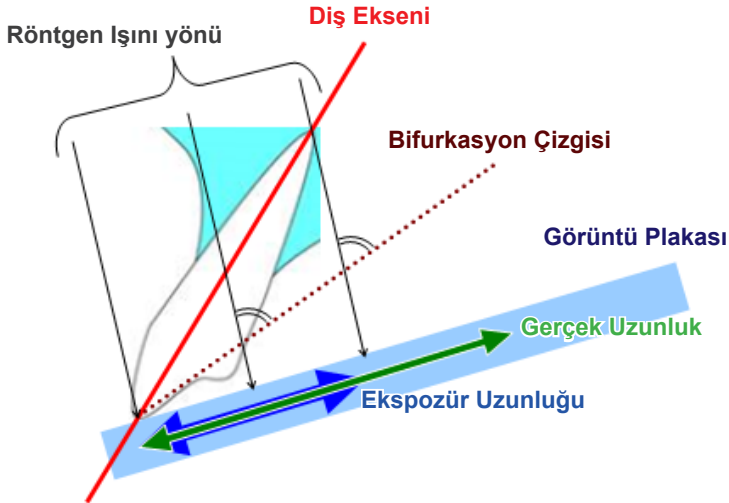 Diş Ekseni
Röntgen Işını yönü
Bifurkasyon Çizgisi
Görüntü Plakası
Gerçek Uzunluk
Ekspozür Uzunluğu